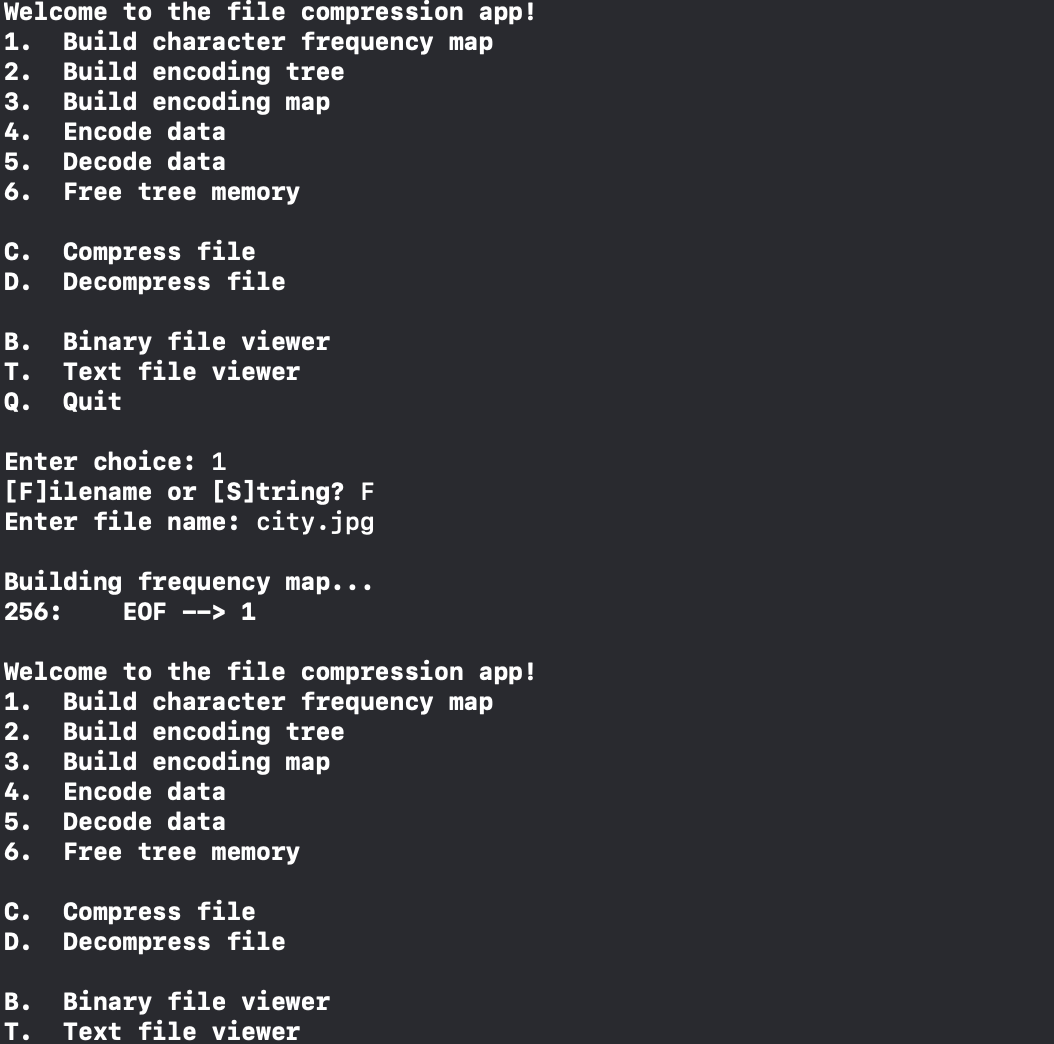 Welcome to the file compression app!
1.  Build character frequency map
2.  Build encoding tree
3.  Build encoding map
4.  Encode data
5.  Decode data
6.  Free tree memory
C.  Compress file
D.  Decompress file
B.  Binary file viewer
T.  Text file viewer
Q.  Quit
Enter choice: 1
[F]ilename or [S]tring? F
Enter file name: city.jpg
Building frequency map...
256:    EOF --> 1
Welcome to the file compression app!
1.  Build character frequency map
2.  Build encoding tree
3.  Build encoding map
4.  Encode data
5.  Decode data
6.  Free tree memory
C.  Compress file
D.  Decompress file
B.  Binary file viewer
T.  Text file viewer